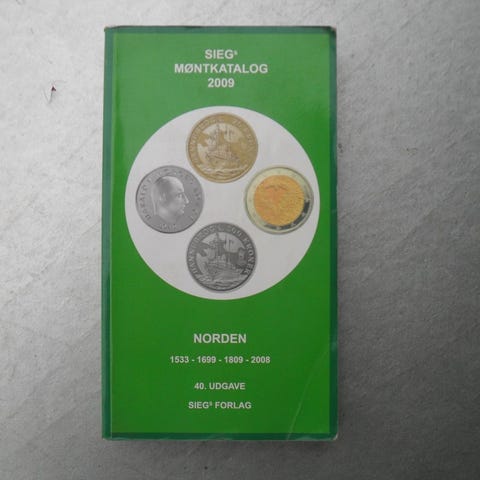 SIEGˢ
MØNTKATALOG
2009
NORDEN
1533 - 1699 - 1809 - 2008
40. UDGAVE
SIEGˢ FORLAG